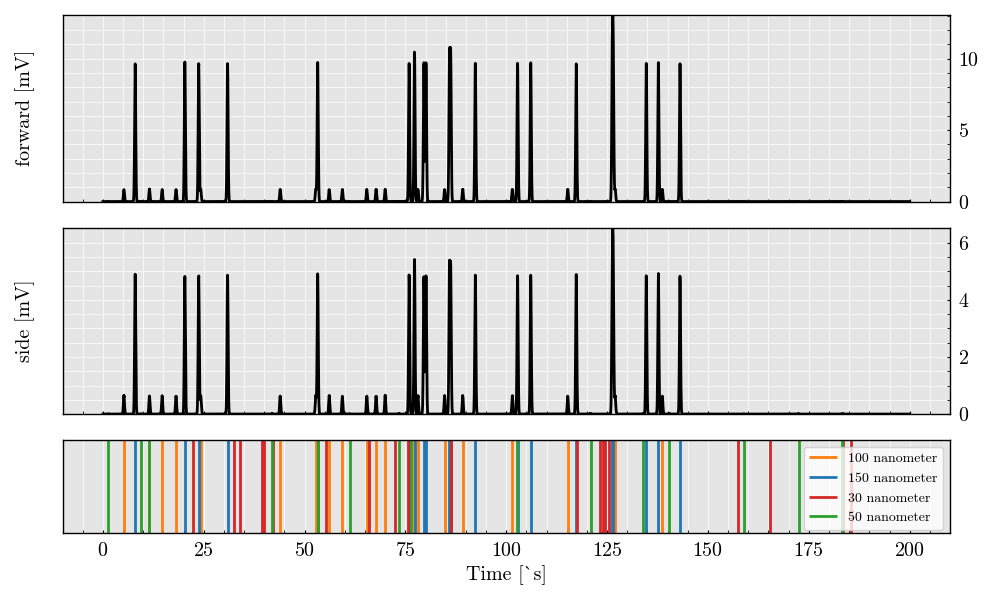 forward [mV]
10
5
0
side [mV]
6
4
2
0
100 nanometer
150 nanometer
30 nanometer
50 nanometer
0 25 50 75 100 125 150 175 200
Time [`s]